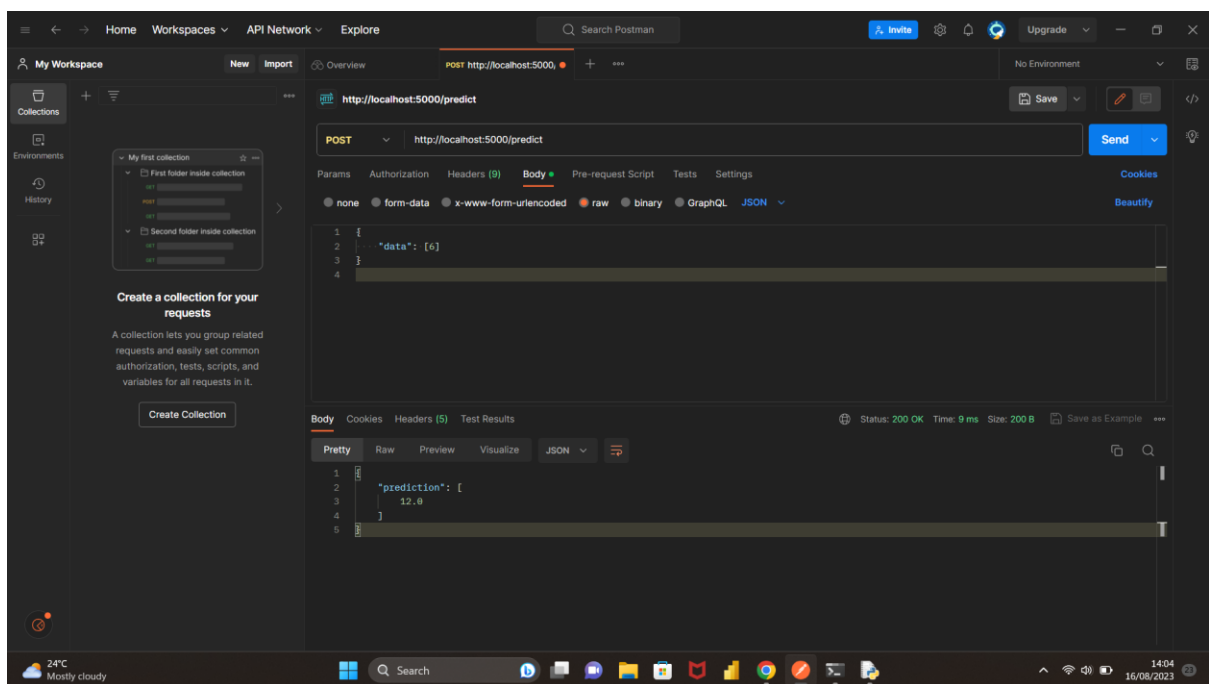 Home Workspaces API Network Explore Search Postman Invite Upgrade
My Workspace New Import Overview POST http://localhost:5000/ No Environment
Collections
HTTP http://localhost:5000/predict Save
POST http://localhost:5000/predict Send
Environments
My first collection
Params Authorization Headers (9) Body Pre-request Script Tests Settings Cookies
First folder inside collection
GET
History
POST
none form-data x-www-form-urlencoded raw binary GraphQL JSON Beautify
GET
Second folder inside collection
GET
GET
1 {
2 "data": [6]
3 }
4
Create a collection for your
requests
A collection lets you group related
requests and easily set common
authorization, tests, scripts, and
variables for all requests in it.
Create Collection
Body Cookies Headers (5) Test Results Status: 200 OK Time: 9 ms Size: 200 B Save as Example
Pretty Raw Preview Visualize JSON
1 {
2 "prediction": [
3 12.0
4 ]
5 }
24°C
Mostly cloudy
Search
14:04
16/08/2023
23